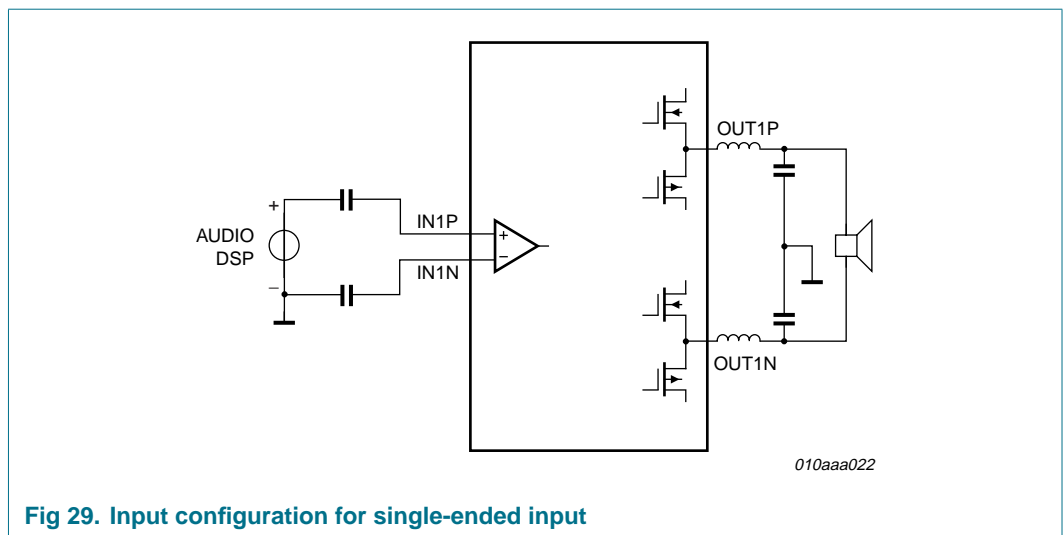 OUT1P
+
IN1P
AUDIO
DSP
+
−
IN1N
−
OUT1N
010aaa022
Fig 29. Input configuration for single-ended input